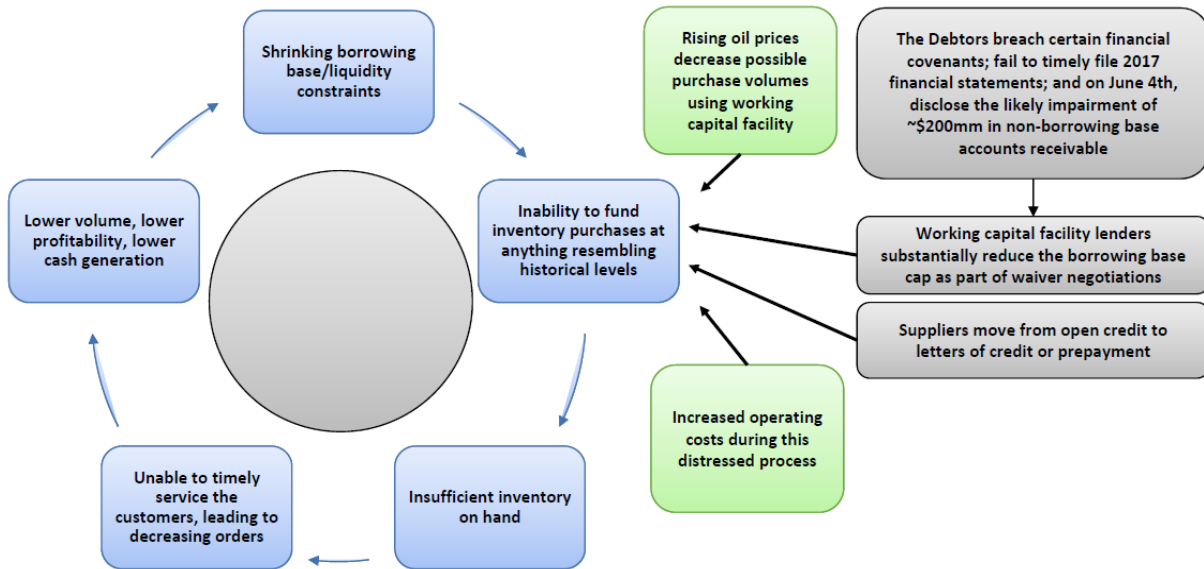 Shrinking borrowing
base/liquidity
constraints
Inability to fund
inventory purchases at
anything resembling
historical levels
Insufficient inventory
on hand
Unable to timely
service the
customers, leading to
decreasing orders
Lower volume, lower
profitability, lower
cash generation
Rising oil prices
decrease possible
purchase volumes
using working
capital facility
Increased operating
costs during this
distressed process
The Debtors breach certain financial
covenants; fail to timely file 2017
financial statements; and on June 4th,
disclose the likely impairment of
~$200mm in non-borrowing base
accounts receivable
Working capital facility lenders
substantially reduce the borrowing base
cap as part of waiver negotiations
Suppliers move from open credit to
letters of credit or prepayment